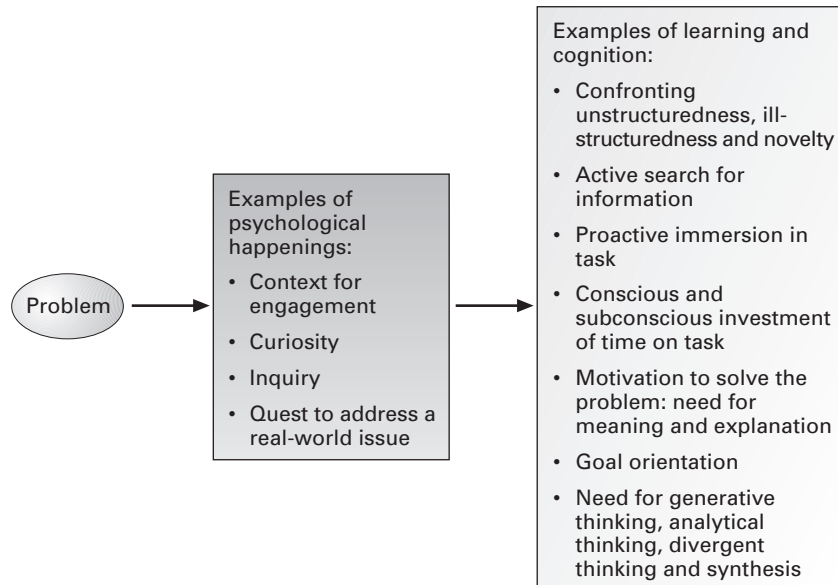 Problem
Examples of
psychological
happenings:
• Context for
engagement
• Curiosity
• Inquiry
• Quest to address a
real-world issue
Examples of learning and
cognition:
• Confronting
unstructuredness, ill-
structuredness and novelty
• Active search for
information
• Proactive immersion in
task
• Conscious and
subconscious investment
of time on task
• Motivation to solve the
problem: need for
meaning and explanation
• Goal orientation
• Need for generative
thinking, analytical
thinking, divergent
thinking and synthesis